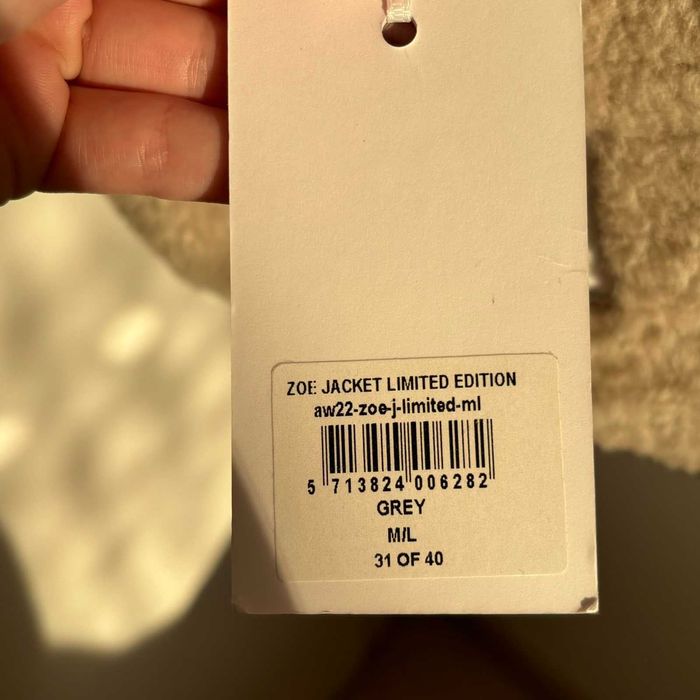 ZOE JACKET LIMITED EDITION
aw22-zoe-j-limited-ml
5 713824 006282
GREY
M/L
31 OF 40